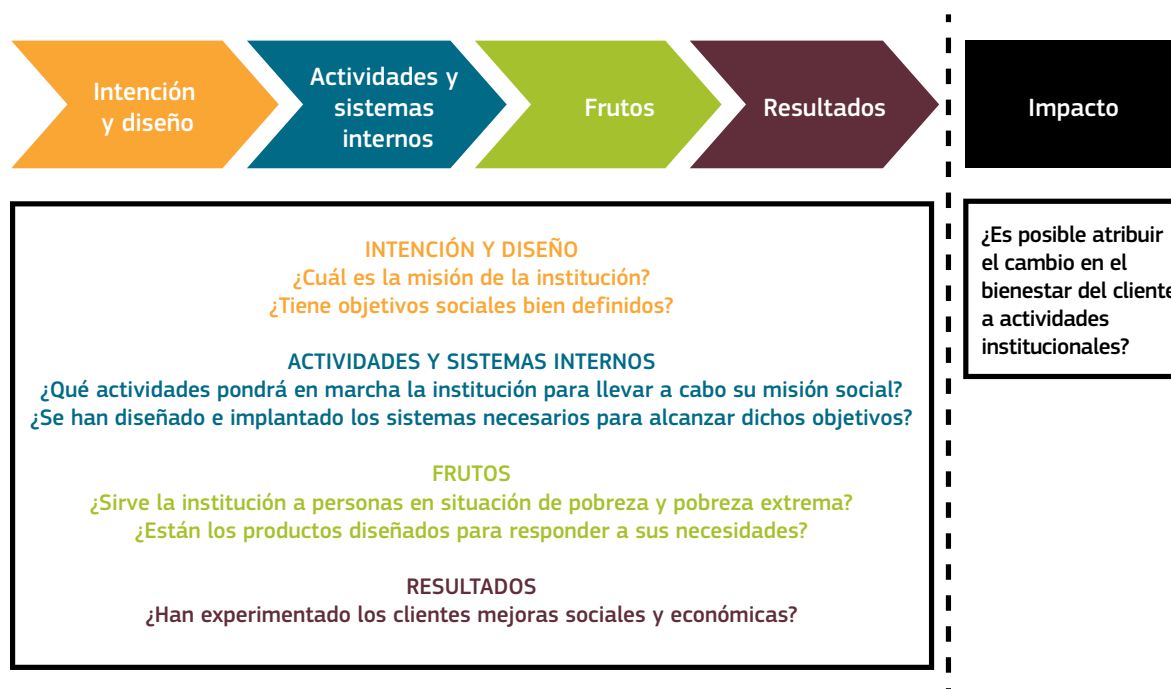 Intención
y diseño
Actividades y
sistemas
internos
Frutos
Resultados
Impacto
INTENCIÓN Y DISEÑO
¿Cuál es la misión de la institución?
¿Tiene objetivos sociales bien definidos?
ACTIVIDADES Y SISTEMAS INTERNOS
¿Qué actividades pondrá en marcha la institución para llevar a cabo su misión social?
¿Se han diseñado e implantado los sistemas necesarios para alcanzar dichos objetivos?
FRUTOS
¿Sirve la institución a personas en situación de pobreza y pobreza extrema?
¿Están los productos diseñados para responder a sus necesidades?
RESULTADOS
¿Han experimentado los clientes mejoras sociales y económicas?
¿Es posible atribuir
el cambio en el
bienestar del cliente
a actividades
institucionales?